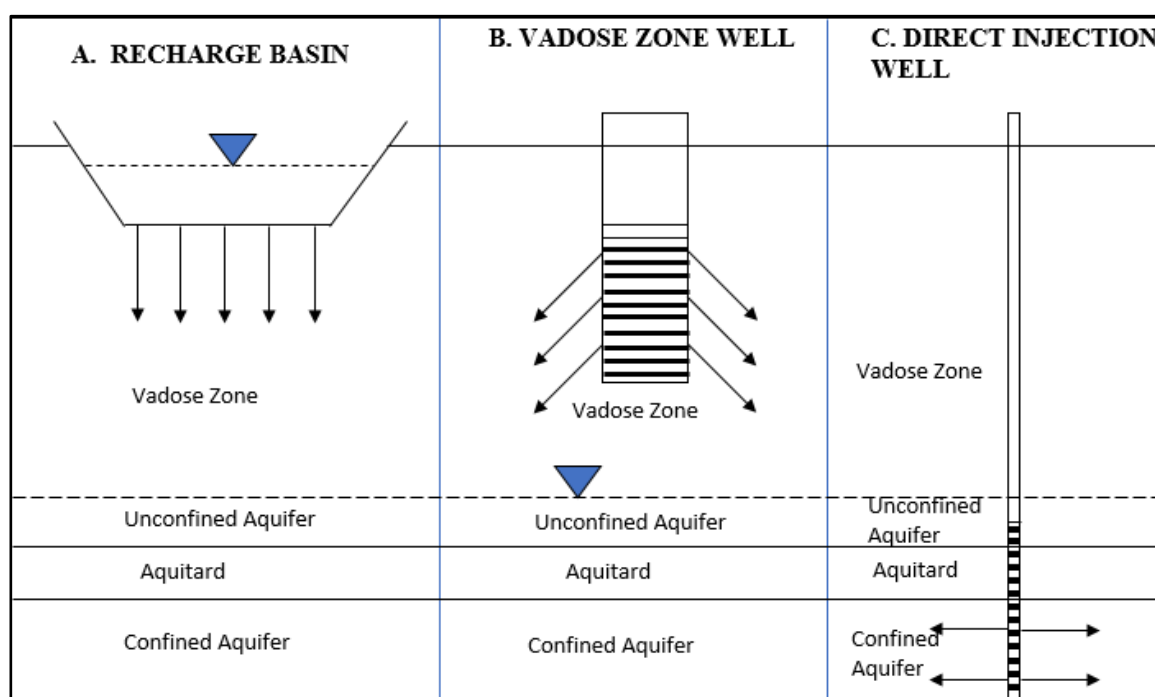 A. RECHARGE BASIN
B. VADOSE ZONE WELL
C. DIRECT INJECTION
WELL
Vadose Zone
Vadose Zone
Vadose Zone
Unconfined Aquifer
Unconfined Aquifer
Unconfined
Aquifer
Aquitard
Aquitard
Aquitard
Confined Aquifer
Confined Aquifer
Confined
Aquifer